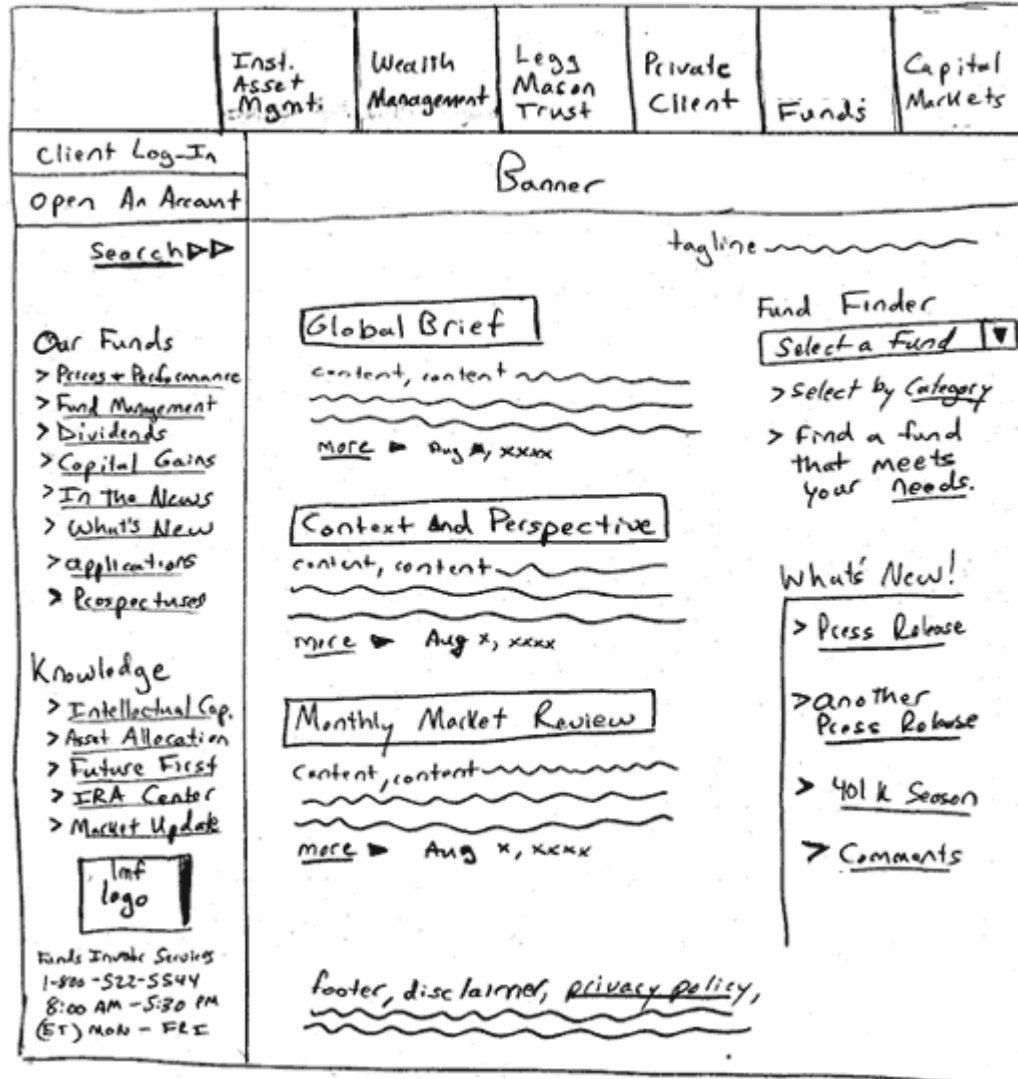 Inst.
Asset
Mgmt.
Wealth
Management
Legg
Mason
Trust
Private
Client
Funds
Capital
Markets
Client Log-In
Open An Account
Banner
Search
tagline
Our Funds
> Prices + Performance
> Fund Management
> Dividends
> Capital Gains
> In the News
> What's New
> applications
> Prospectuses
Knowledge
> Intellectual Cap.
> Asset Allocation
> Future First
> IRA Center
> Market Update
lmf
logo
Funds Services
1-800-522-5544
8:00 AM - 5:30 PM
(ET) MON - FRI
Global Brief
content, content
more ► Aug , xxxx
Context And Perspective
content, content
more ► Aug x, xxxx
Monthly Market Review
Content, content
more ► Aug x, xxxx
footer, disclaimer, privacy policy,
Fund Finder
Select a Fund ▼
> Select by Category
> Find a fund
that meets
your needs.
What's New!
> Press Release
> another
Press Release
> 401 k Season
> Comments